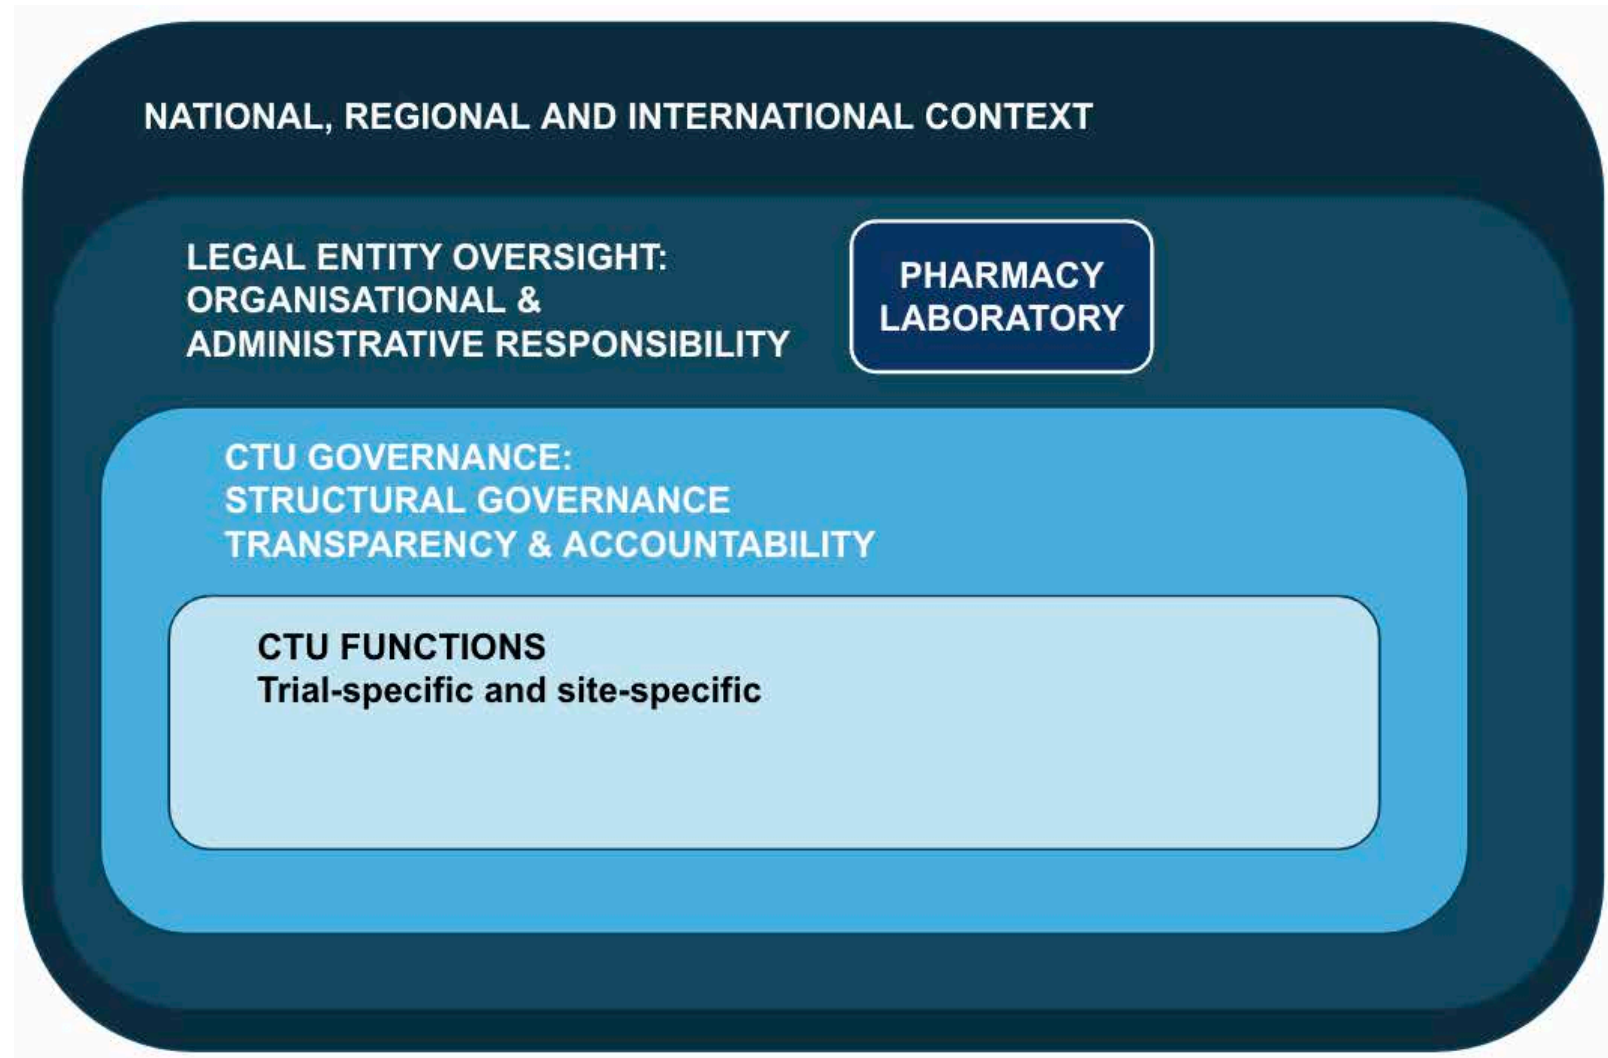 NATIONAL, REGIONAL AND INTERNATIONAL CONTEXT
LEGAL ENTITY OVERSIGHT:
ORGANISATIONAL &
ADMINISTRATIVE RESPONSIBILITY
PHARMACY
LABORATORY
CTU GOVERNANCE:
STRUCTURAL GOVERNANCE
TRANSPARENCY & ACCOUNTABILITY
CTU FUNCTIONS
Trial-specific and site-specific